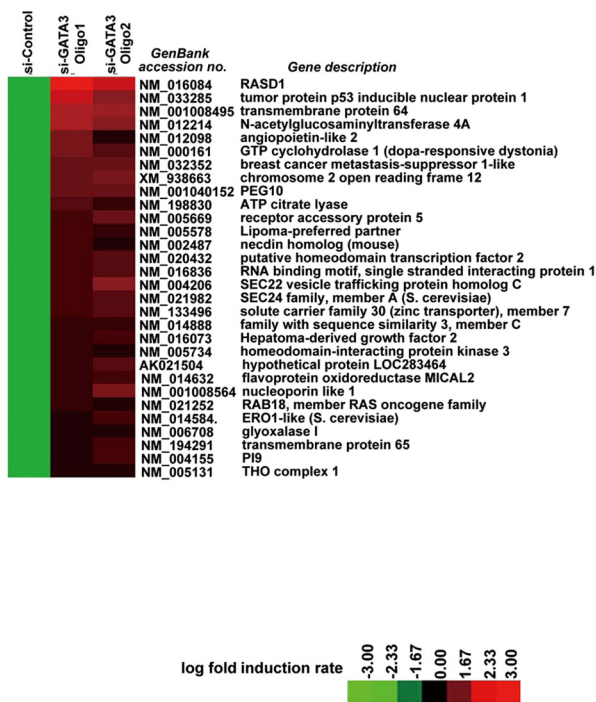 si-Control
si-GATA3 Oligo1
si-GATA3 Oligo2
GenBank accession no.
Gene description
NM_016084 RASD1
NM_033285 tumor protein p53 inducible nuclear protein 1
NM_001008495 transmembrane protein 64
NM_012214 N-acetylglucosaminyltransferase 4A
NM_012098 angiopoietin-like 2
NM_000161 GTP cyclohydrolase 1 (dopa-responsive dystonia)
NM_032352 breast cancer metastasis-suppressor 1-like
XM_938663 chromosome 2 open reading frame 12
NM_001040152 PEG10
NM_198830 ATP citrate lyase
NM_005669 receptor accessory protein 5
NM_005578 Lipoma-preferred partner
NM_002487 necdin homolog (mouse)
NM_020432 putative homeodomain transcription factor 2
NM_016836 RNA binding motif, single stranded interacting protein 1
NM_004206 SEC22 vesicle trafficking protein homolog C
NM_021982 SEC24 family, member A (S. cerevisiae)
NM_133496 solute carrier family 30 (zinc transporter), member 7
NM_014888 family with sequence similarity 3, member C
NM_016073 Hepatoma-derived growth factor 2
NM_005734 homeodomain-interacting protein kinase 3
AK021504 hypothetical protein LOC283464
NM_014632 flavoprotein oxidoreductase MICAL2
NM_001008564 nucleoporin like 1
NM_021252 RAB18, member RAS oncogene family
NM_014584. ERO1-like (S. cerevisiae)
NM_006708 glyoxalase I
NM_194291 transmembrane protein 65
NM_004155 PI9
NM_005131 THO complex 1
log fold induction rate
-3.00
-2.33
-1.67
0.00
1.67
2.33
3.00